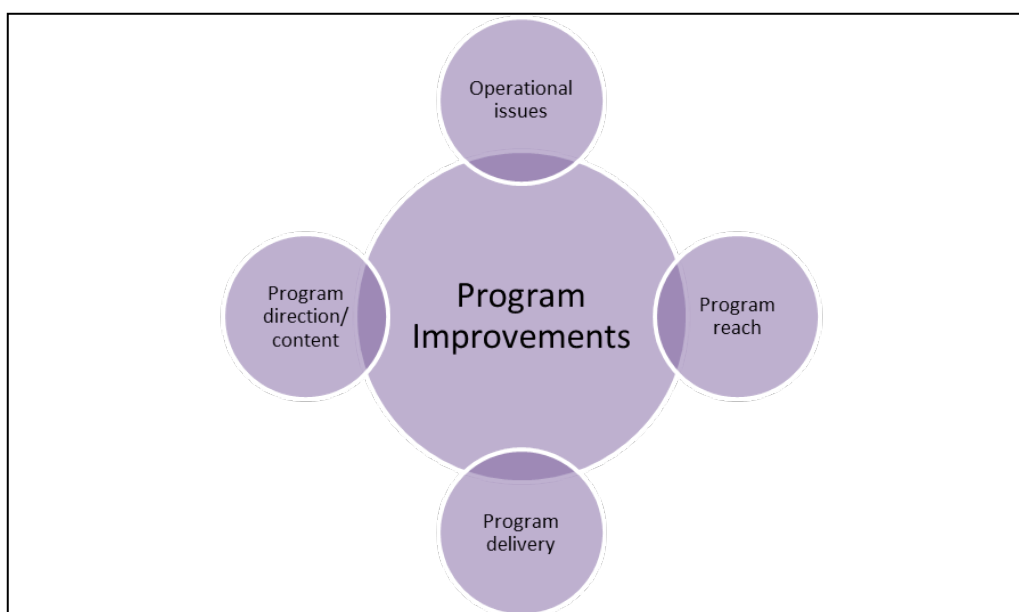 Operational
issues
Program
direction/
content
Program
Improvements
Program
reach
Program
delivery